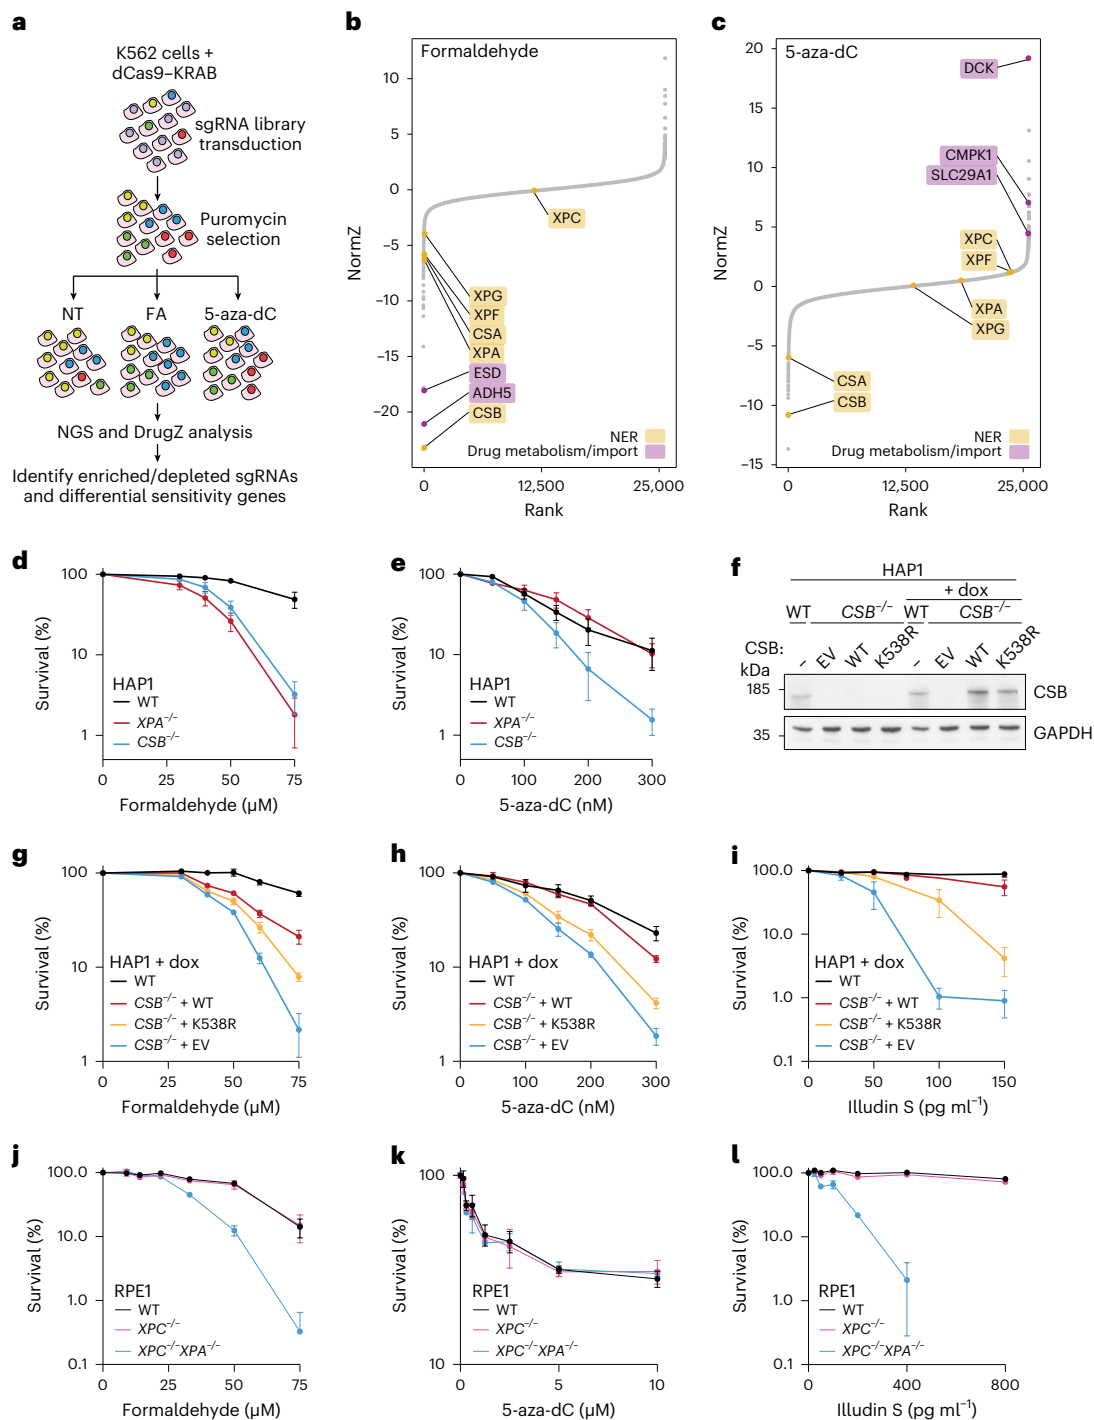 a
K562 cells +
dCas9–KRAB
sgRNA library
transduction
Puromycin
selection
NT
FA
5-aza-dC
NGS and DrugZ analysis
Identify enriched/depleted sgRNAs
and differential sensitivity genes
b
Formaldehyde
NormZ
10
5
0
–5
–10
–15
–20
XPC
XPG
XPF
CSA
XPA
ESD
ADH5
CSB
NER
Drug metabolism/import
0
12,500
25,000
Rank
c
5-aza-dC
NormZ
20
15
10
5
0
–5
–10
–15
DCK
CMPK1
SLC29A1
XPC
XPF
XPA
XPG
CSA
CSB
NER
Drug metabolism/import
0
12,500
25,000
Rank
d
Survival (%)
100
10
1
HAP1
WT
XPA–/–
CSB–/–
0 25 50 75
Formaldehyde (µM)
e
Survival (%)
100
10
1
HAP1
WT
XPA–/–
CSB–/–
0 100 200 300
5-aza-dC (nM)
f
HAP1
+ dox
WT CSB–/– WT CSB–/–
CSB: – EV WT K538R – EV WT K538R
kDa
185
CSB
35
GAPDH
g
Survival (%)
100
10
1
HAP1 + dox
WT
CSB–/– + WT
CSB–/– + K538R
CSB–/– + EV
0 25 50 75
Formaldehyde (µM)
h
Survival (%)
100
10
1
HAP1 + dox
WT
CSB–/– + WT
CSB–/– + K538R
CSB–/– + EV
0 100 200 300
5-aza-dC (nM)
i
Survival (%)
100.0
10.0
1.0
0.1
HAP1 + dox
WT
CSB–/– + WT
CSB–/– + K538R
CSB–/– + EV
0 50 100 150
Illudin S (pg ml–1)
j
Survival (%)
100.0
10.0
1.0
0.1
RPE1
WT
XPC–/–
XPC–/–XPA–/–
0 25 50 75
Formaldehyde (µM)
k
Survival (%)
100
10
RPE1
WT
XPC–/–
XPC–/–XPA–/–
0 5 10
5-aza-dC (µM)
l
Survival (%)
100.0
10.0
1.0
0.1
RPE1
WT
XPC–/–
XPC–/–XPA–/–
0 400 800
Illudin S (pg ml–1)